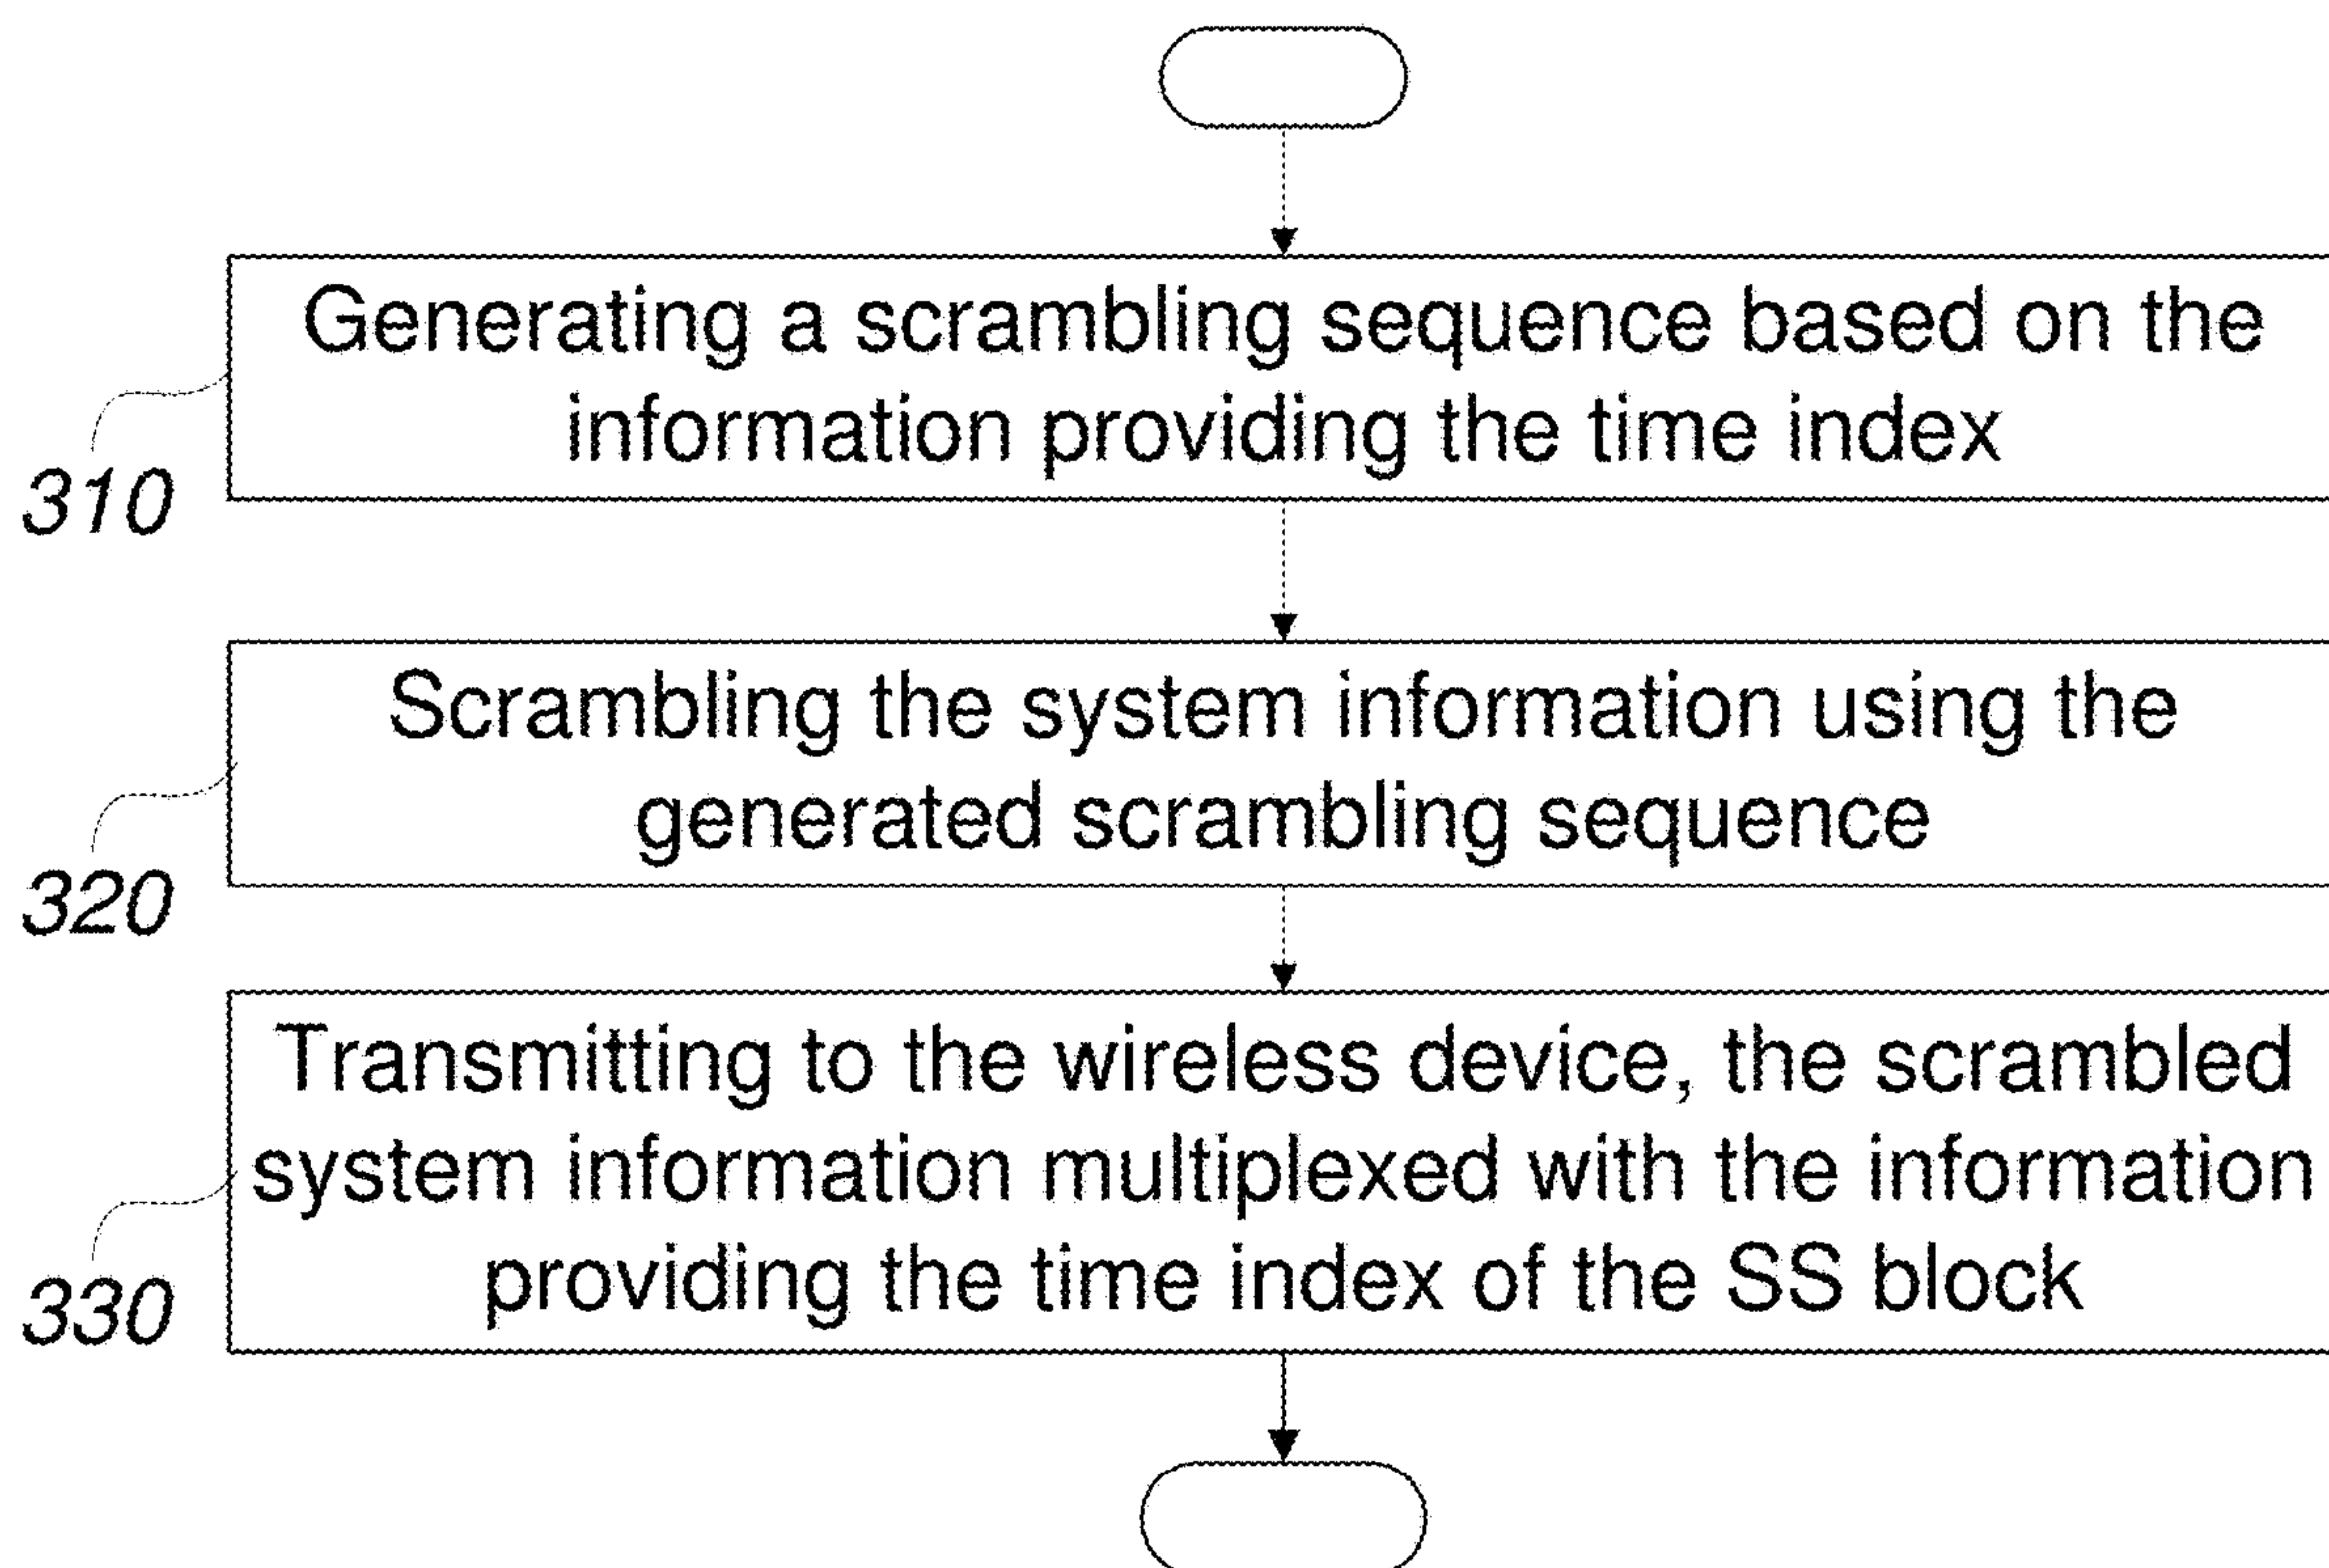 Generating a scrambling sequence based on the
information providing the time index
310
Scrambling the system information using the
generated scrambling sequence
320
Transmitting to the wireless device, the scrambled
system information multiplexed with the information
providing the time index of the SS block
330